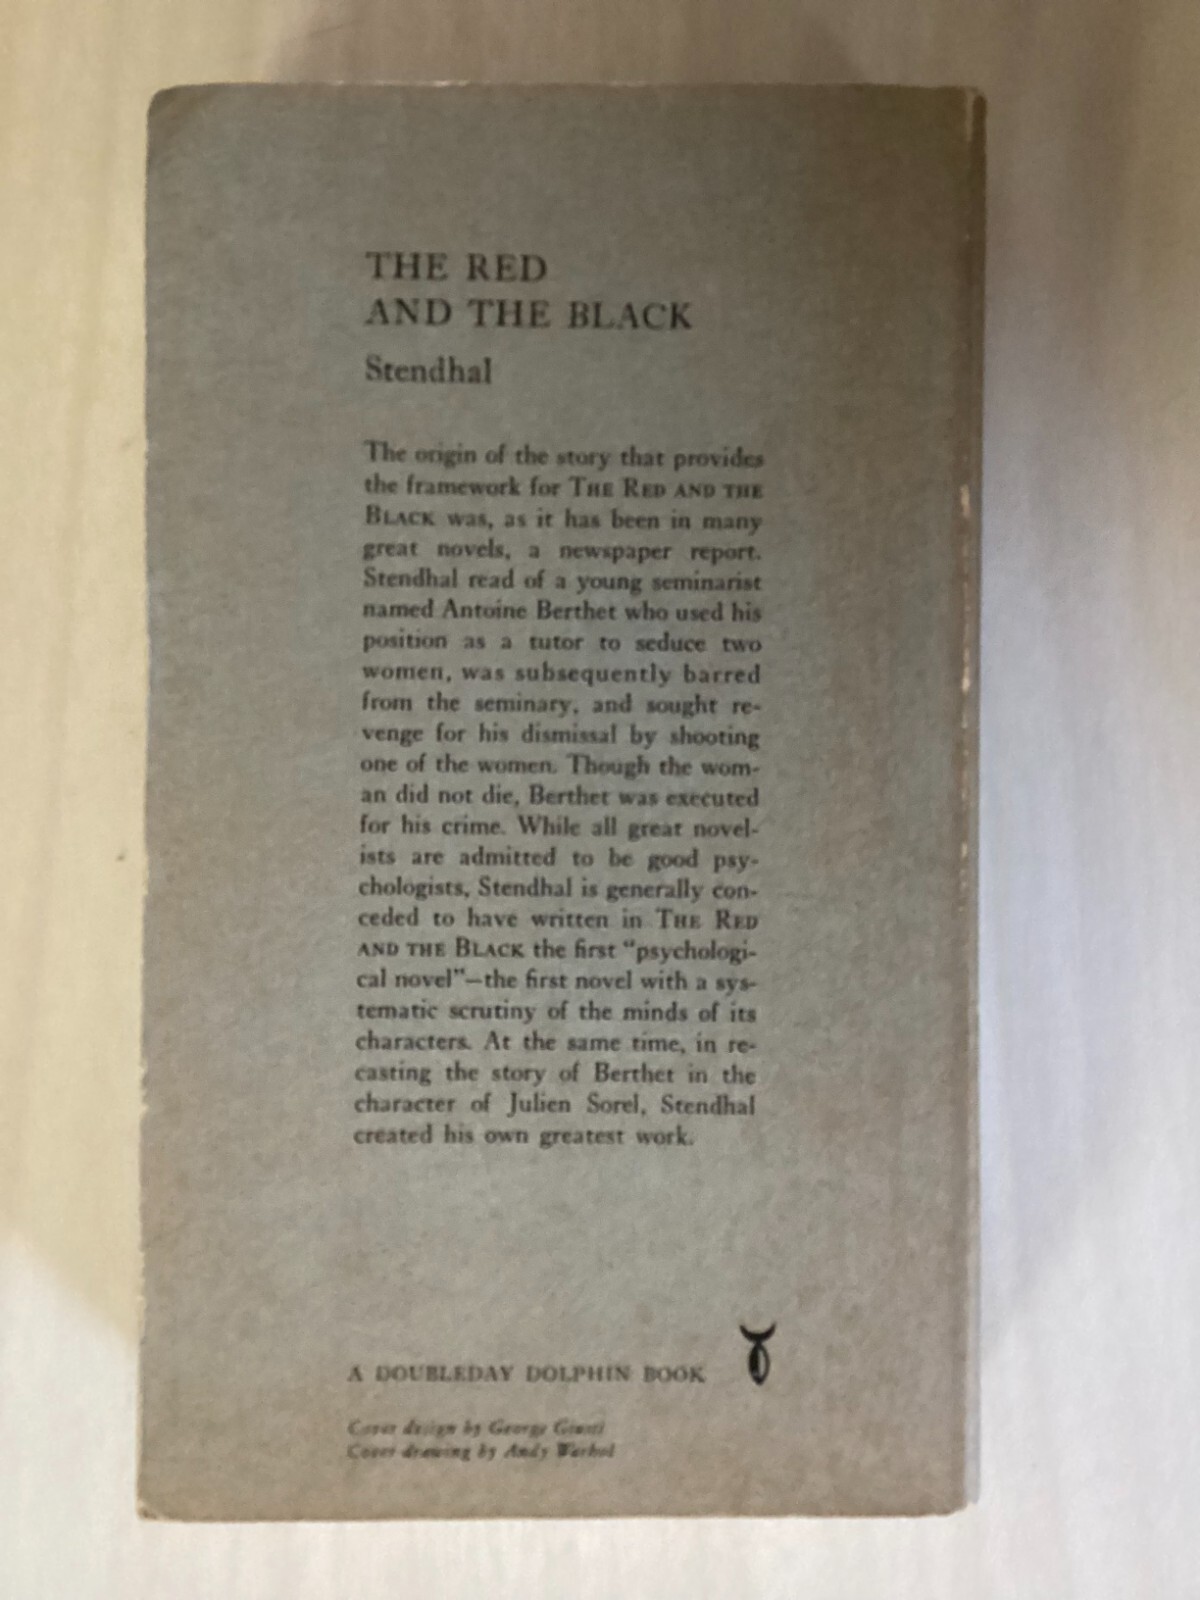 THE RED
AND THE BLACK
Stendhal
The origin of the story that provides
the framework for THE RED AND THE
BLACK was, as it has been in many
great novels, a newspaper report.
Stendhal read of a young seminarist
named Antoine Berthet who used his
position as a tutor to seduce two
women, was subsequently barred
from the seminary, and sought re-
venge for his dismissal by shooting
one of the women. Though the wom-
an did not die, Berthet was executed
for his crime. While all great novel-
ists are admitted to be good psy-
chologists, Stendhal is generally con-
ceded to have written in THE RED
AND THE BLACK the first "psychologi-
cal novel"—the first novel with a sys-
tematic scrutiny of the minds of its
characters. At the same time, in re-
casting the story of Berthet in the
character of Julien Sorel, Stendhal
created his own greatest work.
A DOUBLEDAY DOLPHIN BOOK
Cover design by George Giusti
Cover drawing by Andy Warhol